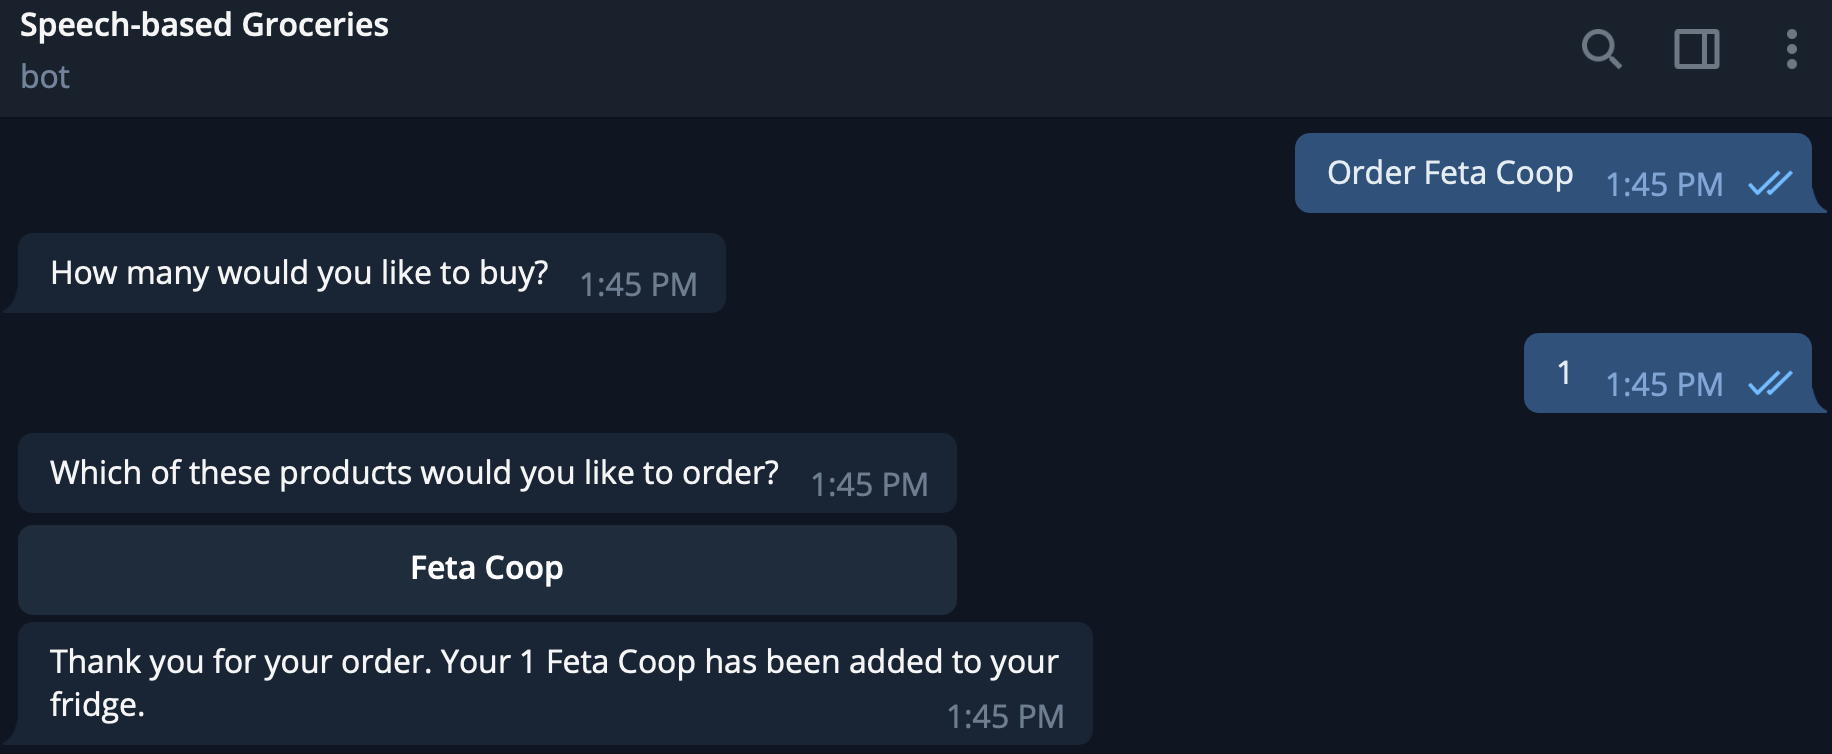 Speech-based Groceries
bot
Order Feta Coop 1:45 PM
How many would you like to buy? 1:45 PM
1 1:45 PM
Which of these products would you like to order? 1:45 PM
Feta Coop
Thank you for your order. Your 1 Feta Coop has been added to your
fridge. 1:45 PM